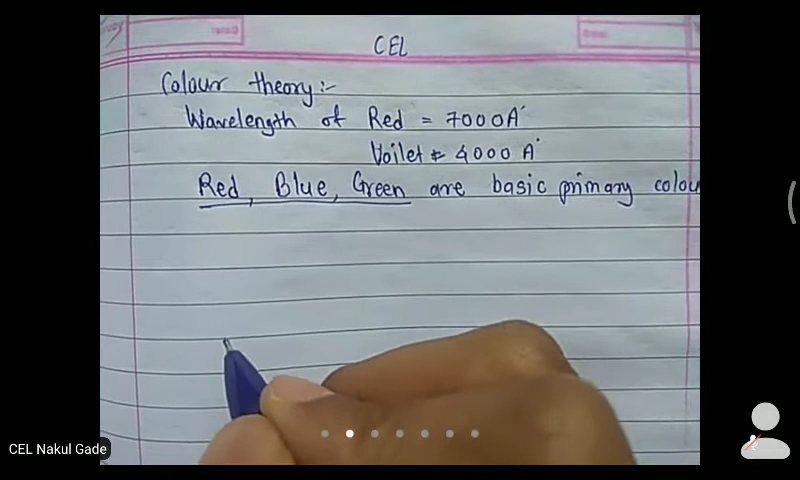 CEL
Colour theory :-
Wavelength of Red = 7000A°
Voilet = 4000 A°
Red, Blue, Green are basic primary colou
CEL Nakul Gade